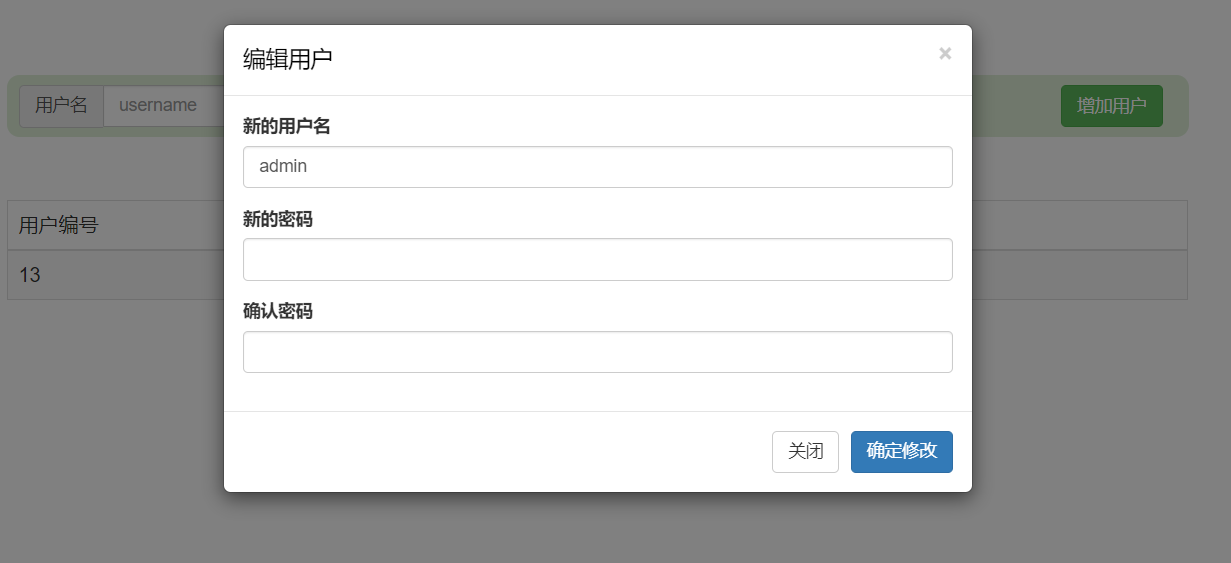 编辑用户
×
用户名
username
增加用户
新的用户名
admin
新的密码
用户编号
13
确认密码
关闭
确定修改